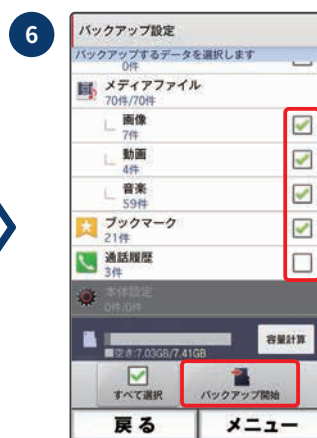 6
バックアップ設定
バックアップするデータを選択します
0件
メディアファイル
70件/70件
画像
7件
動画
4件
音楽
59件
ブックマーク
21件
通話履歴
3件
本体設定
0件/0件
空き:7.03GB/7.41GB
容量計算
すべて選択
バックアップ開始
戻る
メニュー